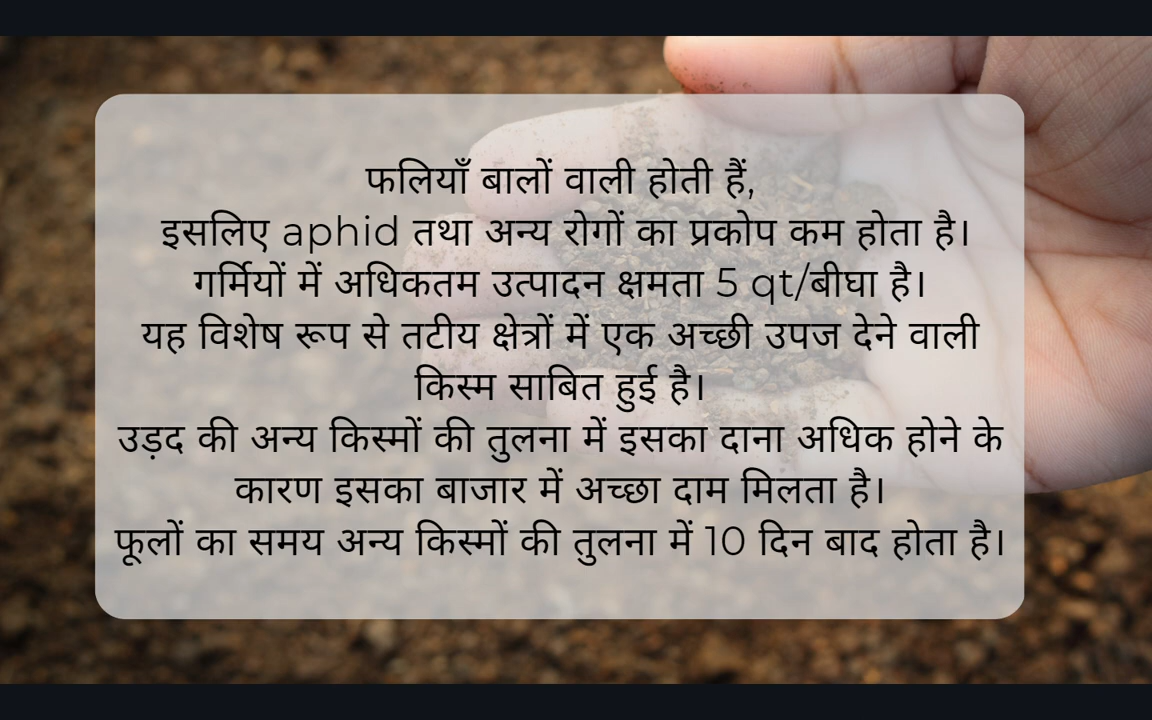 फलियाँ बालों वाली होती हैं,
इसलिए aphid तथा अन्य रोगों का प्रकोप कम होता है।
गर्मियों में अधिकतम उत्पादन क्षमता 5 qt/बीघा है।
यह विशेष रूप से तटीय क्षेत्रों में एक अच्छी उपज देने वाली
किस्म साबित हुई है।
उड़द की अन्य किस्मों की तुलना में इसका दाना अधिक होने के
कारण इसका बाजार में अच्छा दाम मिलता है।
फूलों का समय अन्य किस्मों की तुलना में 10 दिन बाद होता है।